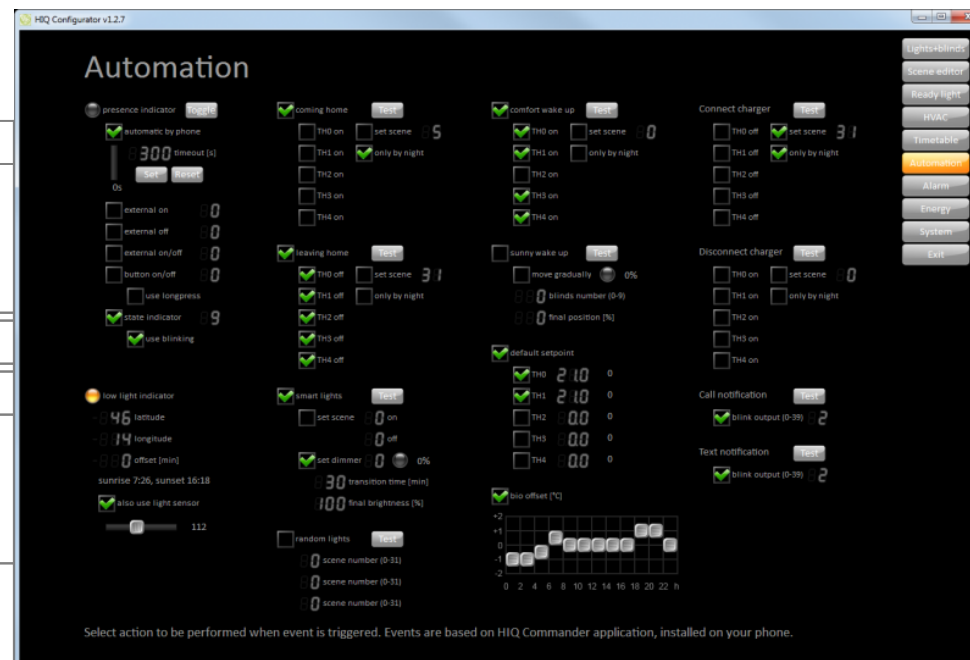 HIQ Configurator v1.2.7
Automation
presence indicator Toggle
automatic by phone
300 timeout [s]
Set Reset
0s
external on 0
external off 0
external on/off 0
button on/off 0
use longpress
state indicator 9
use blinking
low light indicator
46 latitude
14 longitude
0 offset [min]
sunrise 7:26, sunset 16:18
also use light sensor
112
coming home Test
TH0 on set scene 5
TH1 on only by night
TH2 on
TH3 on
TH4 on
leaving home Test
TH0 off set scene 31
TH1 off only by night
TH2 off
TH3 off
TH4 off
smart lights Test
set scene 0 on
0 off
set dimmer 0 0%
30 transition time [min]
100 final brightness [%]
random lights Test
0 scene number (0-31)
0 scene number (0-31)
0 scene number (0-31)
comfort wake up Test
TH0 on set scene 0
TH1 on only by night
TH2 on
TH3 on
TH4 on
sunny wake up Test
move gradually 0%
0 blinds number (0-9)
0 final position [%]
default setpoint
TH0 21.0 0
TH1 21.0 0
TH2 0.0 0
TH3 0.0 0
TH4 0.0 0
bio offset [°C]
+2
+1
0
-1
-2
0 2 4 6 8 10 12 14 16 18 20 22 h
Connect charger Test
TH0 off set scene 31
TH1 off only by night
TH2 off
TH3 off
TH4 off
Disconnect charger Test
TH0 on set scene 0
TH1 on only by night
TH2 on
TH3 on
TH4 on
Call notification Test
blink output (0-39) 2
Text notification Test
blink output (0-39) 2
Lights+blinds
Scene editor
Ready light
HVAC
Timetable
Automation
Alarm
Energy
System
Exit
Select action to be performed when event is triggered. Events are based on HIQ Commander application, installed on your phone.